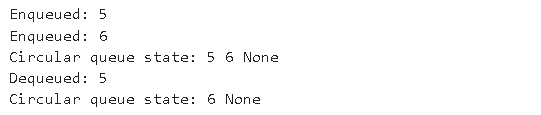 Enqueued: 5
Enqueued: 6
Circular queue state: 5 6 None
Dequeued: 5
Circular queue state: 6 None